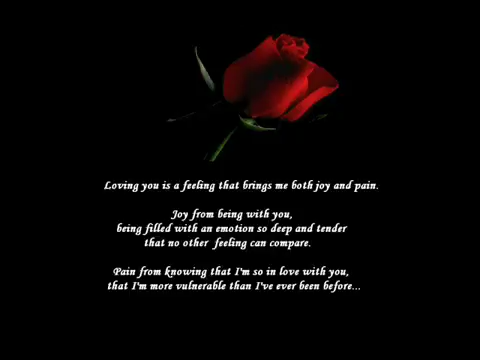 Loving you is a feeling that brings me both joy and pain.
Joy from being with you,
being filled with an emotion so deep and tender
that no other feeling can compare.
Pain from knowing that I'm so in love with you,
that I'm more vulnerable than I've ever been before...